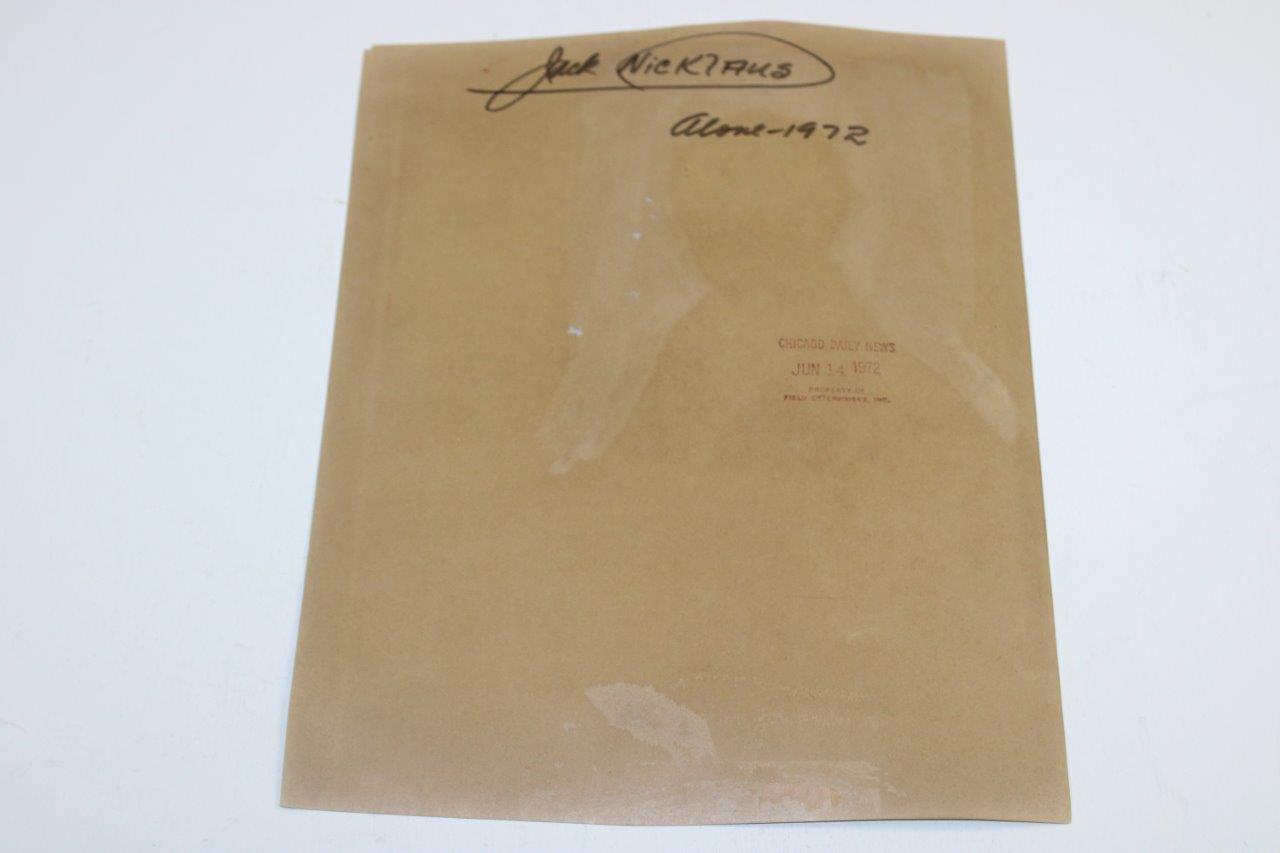 Jack Nicklaus
Alone-1972
CHICAGO DAILY NEWS
JUN 14 1972
PROPERTY OF
FIELD ENTERPRISES, INC.